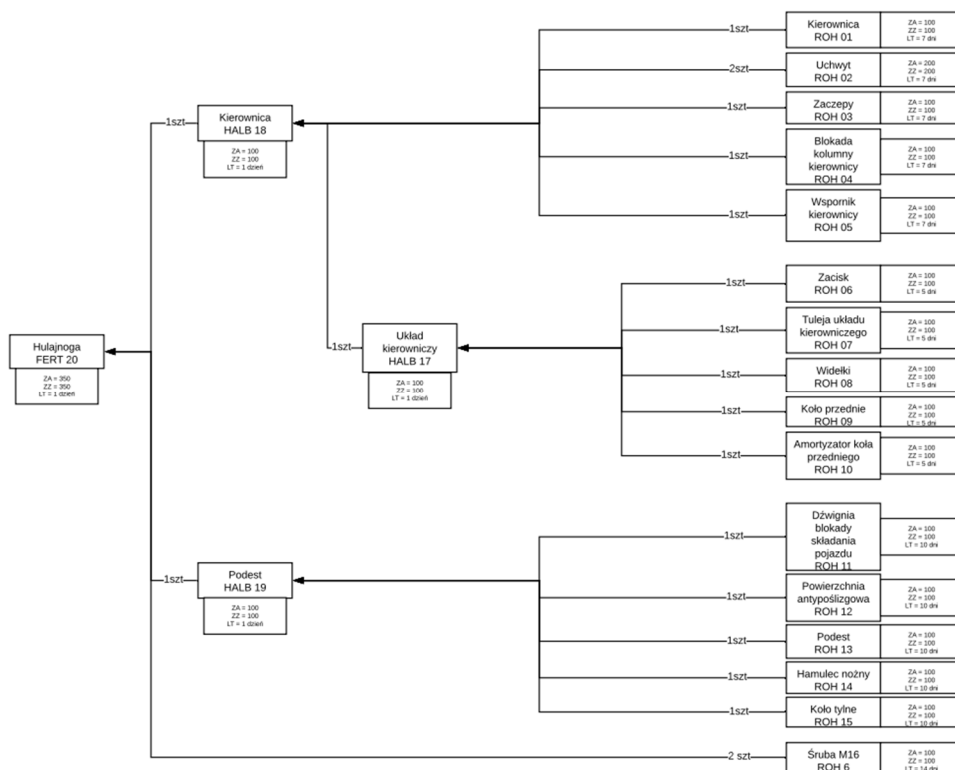 1szt
Kierownica
ROH 01
ZA = 100
ZZ = 100
LT = 7 dni
2szt
Uchwyt
ROH 02
ZA = 200
ZZ = 200
LT = 7 dni
1szt
Zaczepy
ROH 03
ZA = 100
ZZ = 100
LT = 7 dni
1szt
Kierownica
HALB 18
ZA = 100
ZZ = 100
LT = 1 dzień
1szt
Blokada
kolumny
kierownicy
ROH 04
ZA = 100
ZZ = 100
LT = 7 dni
1szt
Wspornik
kierownicy
ROH 05
ZA = 100
ZZ = 100
LT = 7 dni
1szt
Zacisk
ROH 06
ZA = 100
ZZ = 100
LT = 5 dni
1szt
Tuleja układu
kierowniczego
ROH 07
ZA = 100
ZZ = 100
LT = 5 dni
Hulajnoga
FERT 20
ZA = 350
ZZ = 350
LT = 1 dzień
1szt
Układ
kierowniczy
HALB 17
ZA = 100
ZZ = 100
LT = 1 dzień
1szt
Widełki
ROH 08
ZA = 100
ZZ = 100
LT = 5 dni
1szt
Koło przednie
ROH 09
ZA = 100
ZZ = 100
LT = 5 dni
1szt
Amortyzator koła
przedniego
ROH 10
ZA = 100
ZZ = 100
LT = 5 dni
1szt
Dźwignia
blokady
składania
pojazdu
ROH 11
ZA = 100
ZZ = 100
LT = 10 dni
1szt
Podest
HALB 19
ZA = 100
ZZ = 100
LT = 1 dzień
1szt
Powierzchnia
antypoślizgowa
ROH 12
ZA = 100
ZZ = 100
LT = 10 dni
1szt
Podest
ROH 13
ZA = 100
ZZ = 100
LT = 10 dni
1szt
Hamulec nożny
ROH 14
ZA = 100
ZZ = 100
LT = 10 dni
1szt
Koło tylne
ROH 15
ZA = 100
ZZ = 100
LT = 10 dni
2 szt
Śruba M16
ROH 6
ZA = 100
ZZ = 100
LT = 14 dni